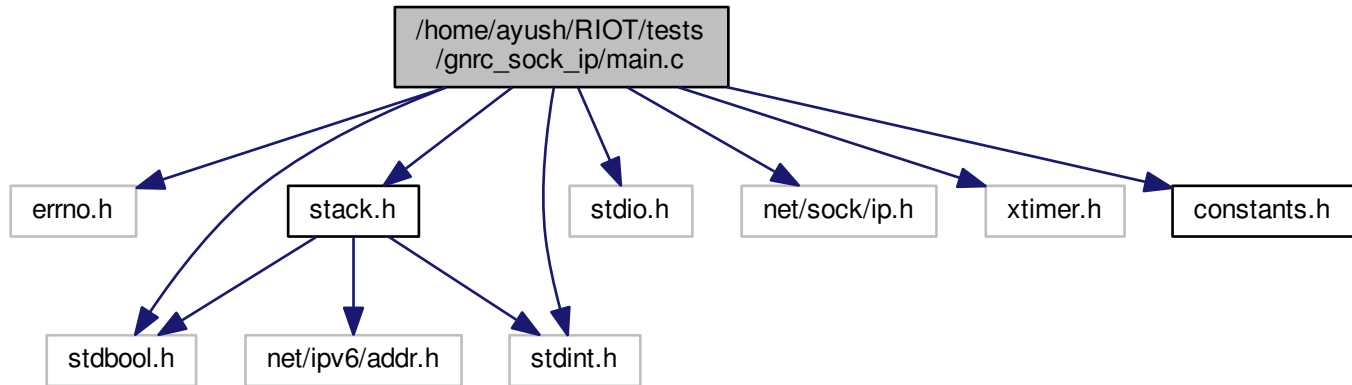 /home/ayush/RIOT/tests
/gnrc_sock_ip/main.c
errno.h
stack.h
stdio.h
net/sock/ip.h
xtimer.h
constants.h
stdbool.h
net/ipv6/addr.h
stdint.h